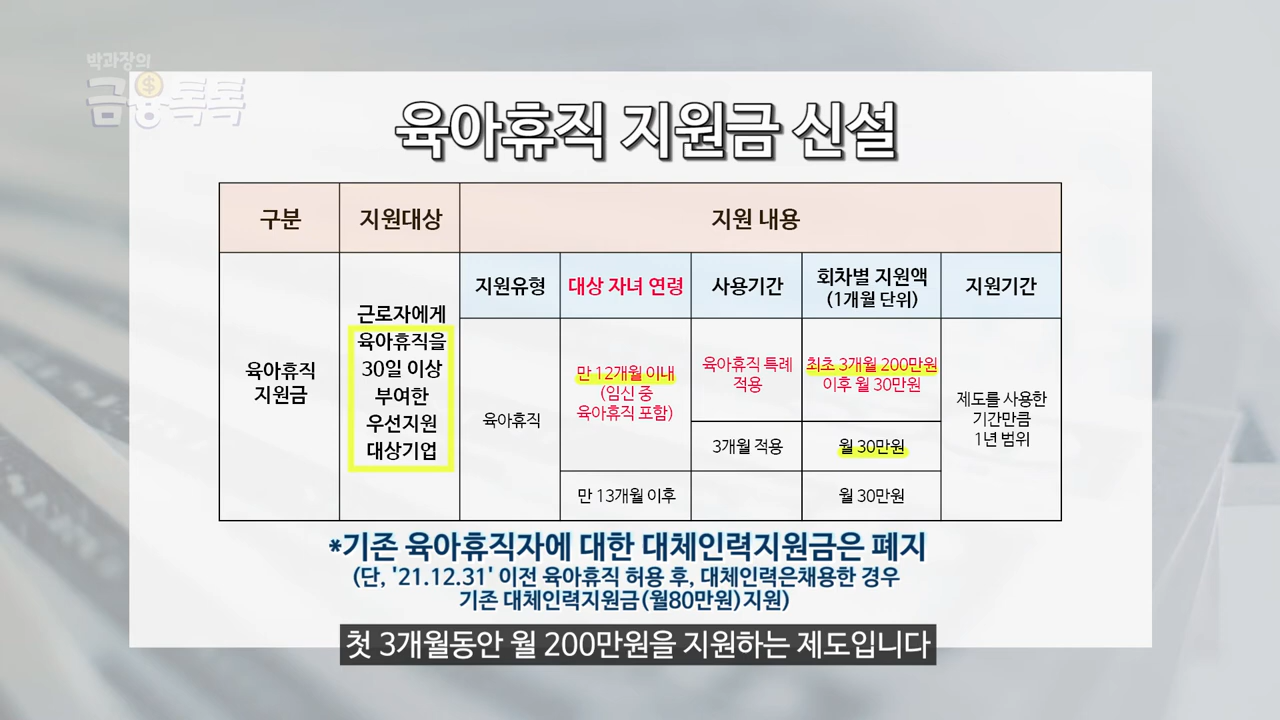 박과장의
금융톡톡
육아휴직 지원금 신설
구분
지원대상
지원 내용
육아휴직
지원금
근로자에게
육아휴직을
30일 이상
부여한
우선지원
대상기업
지원유형
대상 자녀 연령
사용기간
회차별 지원액
(1개월 단위)
지원기간
육아휴직
만 12개월 이내
(임신 중
육아휴직 포함)
육아휴직 특례
적용
최초 3개월 200만원
이후 월 30만원
제도를 사용한
기간만큼
1년 범위
3개월 적용
월 30만원
만 13개월 이후
월 30만원
*기존 육아휴직자에 대한 대체인력지원금은 폐지
(단, '21.12.31' 이전 육아휴직 허용 후, 대체인력은채용한 경우
기존 대체인력지원금(월80만원)지원)
첫 3개월동안 월 200만원을 지원하는 제도입니다